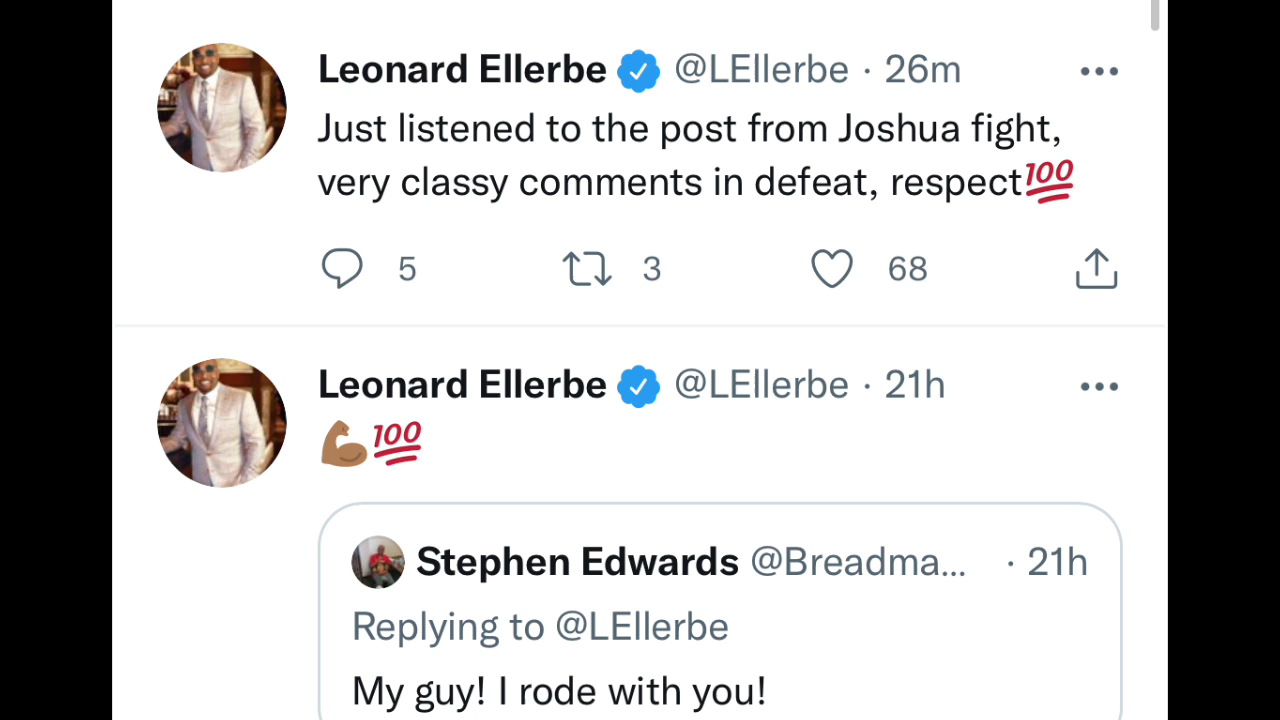 Leonard Ellerbe @LEllerbe · 26m
Just listened to the post from Joshua fight,
very classy comments in defeat, respect💯
5 3 68
Leonard Ellerbe @LEllerbe · 21h
💪🏽💯
Stephen Edwards @Breadma... · 21h
Replying to @LEllerbe
My guy! I rode with you!